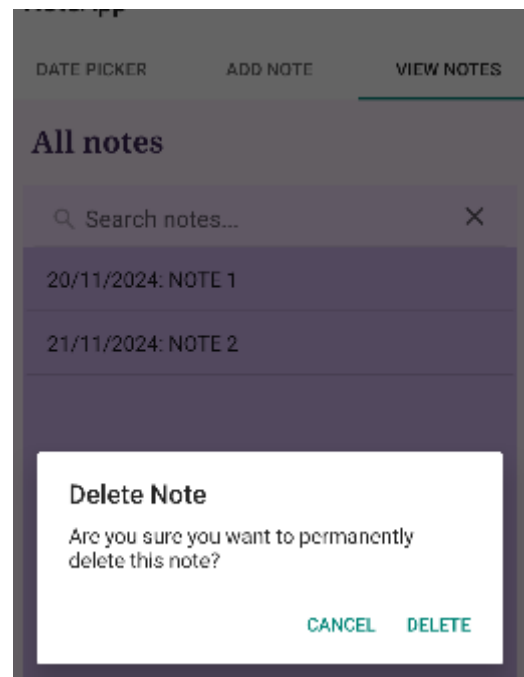 DATE PICKER ADD NOTE VIEW NOTES
All notes
Search notes...
20/11/2024: NOTE 1
21/11/2024: NOTE 2
Delete Note
Are you sure you want to permanently
delete this note?
CANCEL DELETE